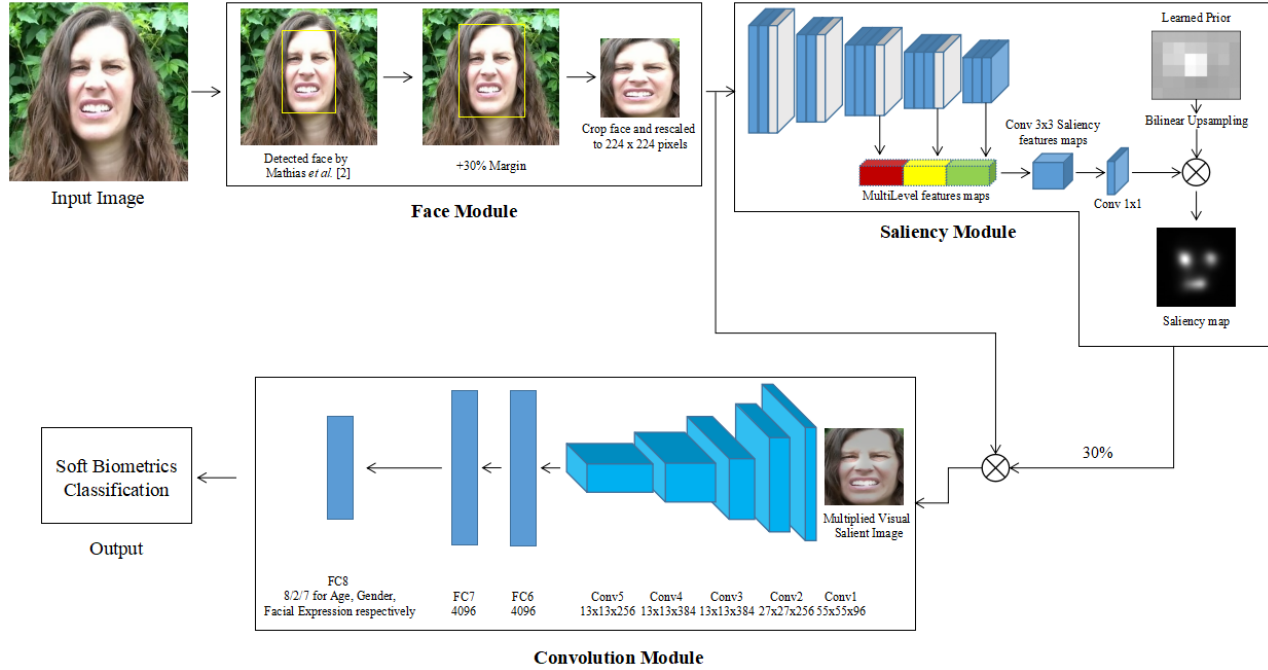 Input Image
Detected face by
Mathias et al. [2]
+30% Margin
Crop face and rescaled
to 224 x 224 pixels
Face Module
Learned Prior
Bilinear Upsampling
Conv 3x3 Saliency
features maps
MultiLevel features maps
Conv 1x1
Saliency Module
Saliency map
30%
Multiplied Visual
Salient Image
Soft Biometrics
Classification
Output
FC8
8/2/7 for Age, Gender,
Facial Expression respectively
FC7
4096
FC6
4096
Conv5
13x13x256
Conv4
13x13x384
Conv3
13x13x384
Conv2
27x27x256
Conv1
55x55x96
Convolution Module